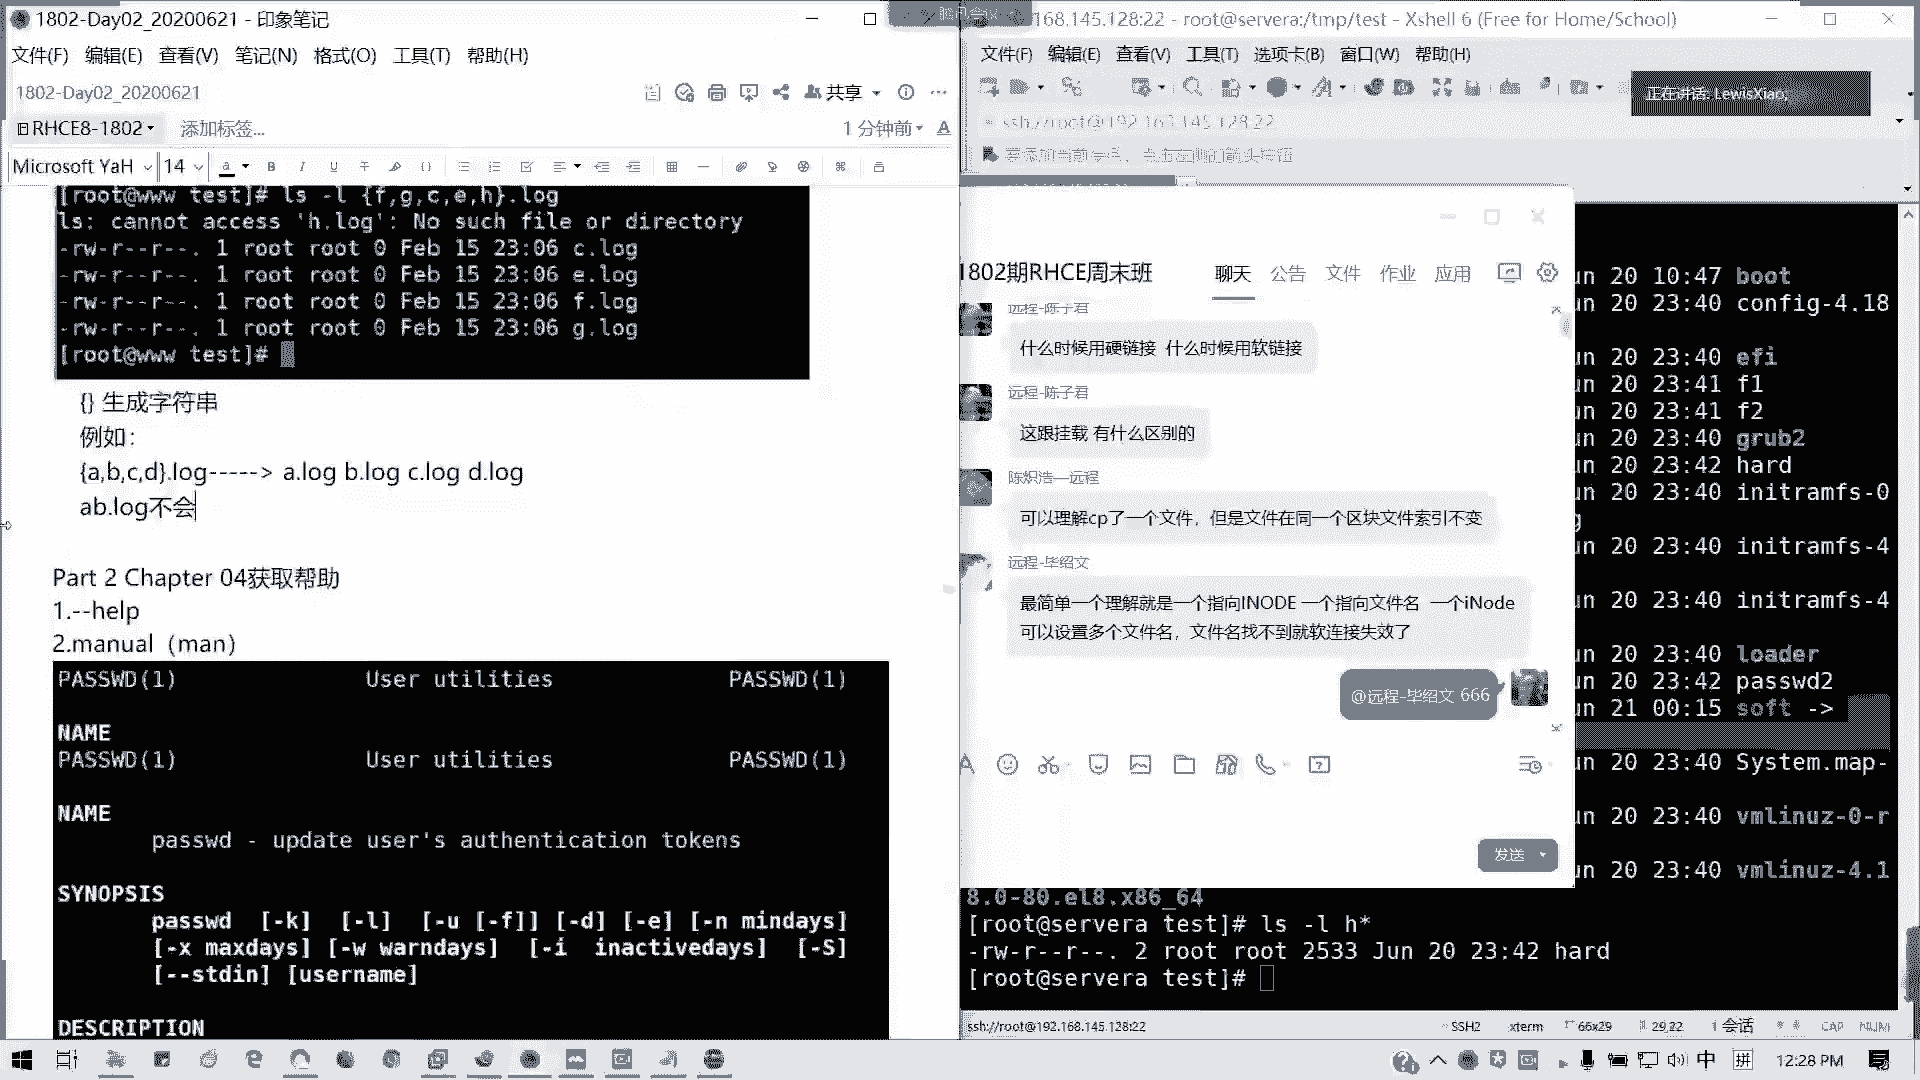 1802-Day02_20200621 - 印象笔记
文件(F) 编辑(E) 查看(V) 笔记(N) 格式(O) 工具(T) 帮助(H)
1802-Day02_20200621
共享
RHCE8-1802
添加标签...
1 分钟前
Microsoft YaH 14
[root@www test]# ls -l {f,g,c,e,h}.log
ls: cannot access 'h.log': No such file or directory
-rw-r--r--. 1 root root 0 Feb 15 23:06 c.log
-rw-r--r--. 1 root root 0 Feb 15 23:06 e.log
-rw-r--r--. 1 root root 0 Feb 15 23:06 f.log
-rw-r--r--. 1 root root 0 Feb 15 23:06 g.log
[root@www test]#
{} 生成字符串
例如：
{a,b,c,d}.log-----> a.log b.log c.log d.log
ab.log不会
Part 2 Chapter 04获取帮助
1.--help
2.manual（man）
PASSWD(1) User utilities PASSWD(1)
NAME
PASSWD(1) User utilities PASSWD(1)
NAME
passwd - update user's authentication tokens
SYNOPSIS
passwd [-k] [-l] [-u [-f]] [-d] [-e] [-n mindays]
[-x maxdays] [-w warndays] [-i inactivedays] [-S]
[--stdin] [username]
DESCRIPTION
168.145.128:22 - root@servera:/tmp/test - Xshell 6 (Free for Home/School)
文件(F) 编辑(E) 查看(V) 工具(T) 选项卡(B) 窗口(W) 帮助(H)
正在讲话: LewisXiao,
ssh://root@192.168.145.128:22
要添加当前会话，点击左侧的箭头按钮
1802期RHCE周末班
聊天 公告 文件 作业 应用
远程-陈子君
什么时候用硬链接 什么时候用软链接
远程-陈子君
这跟挂载 有什么区别的
陈炽浩—远程
可以理解cp了一个文件，但是文件在同一个区块文件索引不变
远程-毕绍文
最简单一个理解就是一个指向INODE 一个指向文件名 一个iNode
可以设置多个文件名，文件名找不到就软连接失效了
@远程-毕绍文 666
发送
un 20 10:47 boot
un 20 23:40 config-4.18
un 20 23:40 efi
un 20 23:41 f1
un 20 23:41 f2
un 20 23:40 grub2
un 20 23:42 hard
un 20 23:40 initramfs-0
g
un 20 23:40 initramfs-4
un 20 23:40 initramfs-4
un 20 23:40 loader
un 20 23:42 passwd2
un 21 00:15 soft ->
un 20 23:40 System.map-
un 20 23:40 vmlinuz-0-r
un 20 23:40 vmlinuz-4.1
8.0-80.el8.x86_64
[root@servera test]# ls -l h*
-rw-r--r--. 2 root root 2533 Jun 20 23:42 hard
[root@servera test]#
ssh://root@192.168.145.128:22 SSH2 xterm 66x29 29,22 1 会话 CAP NUM
中 拼 12:28 PM